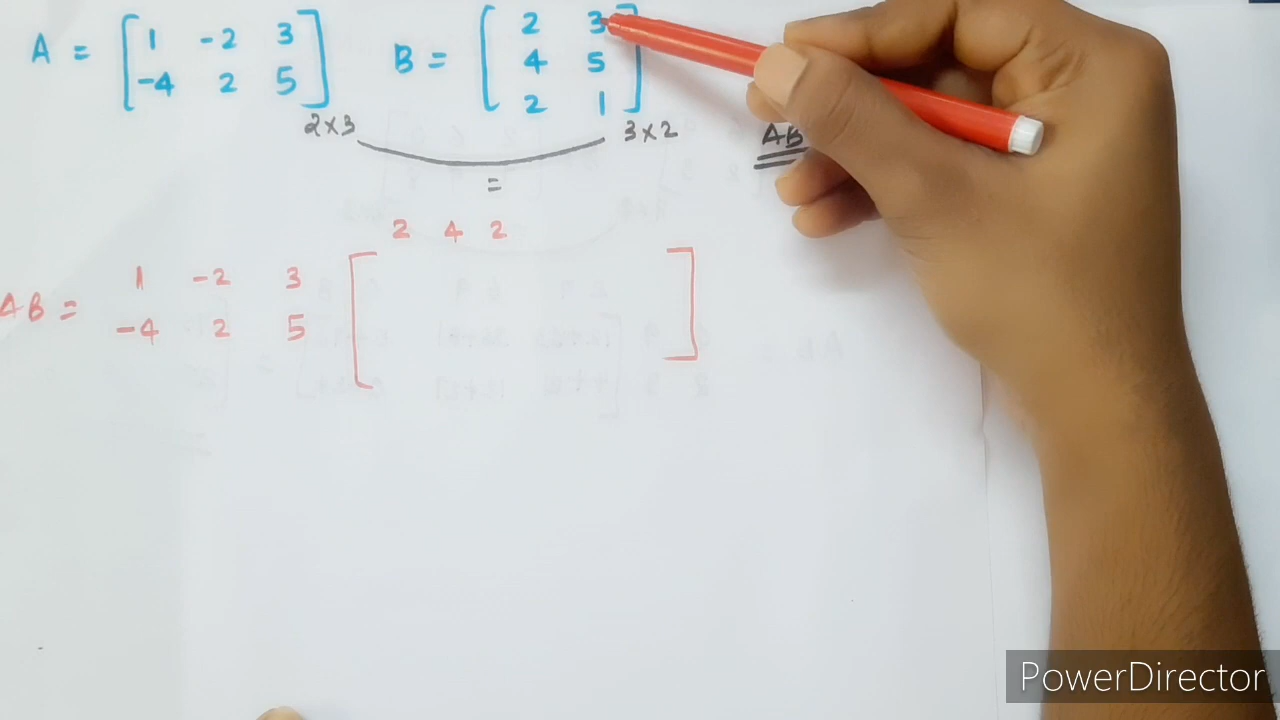 A = [ 1 -2 3 B = [ 2 3
-4 2 5 ] 4 5
2 1 ]
2×3 3×2 AB
=
2 4 2
AB = 1 -2 3 [ ]
-4 2 5
PowerDirector